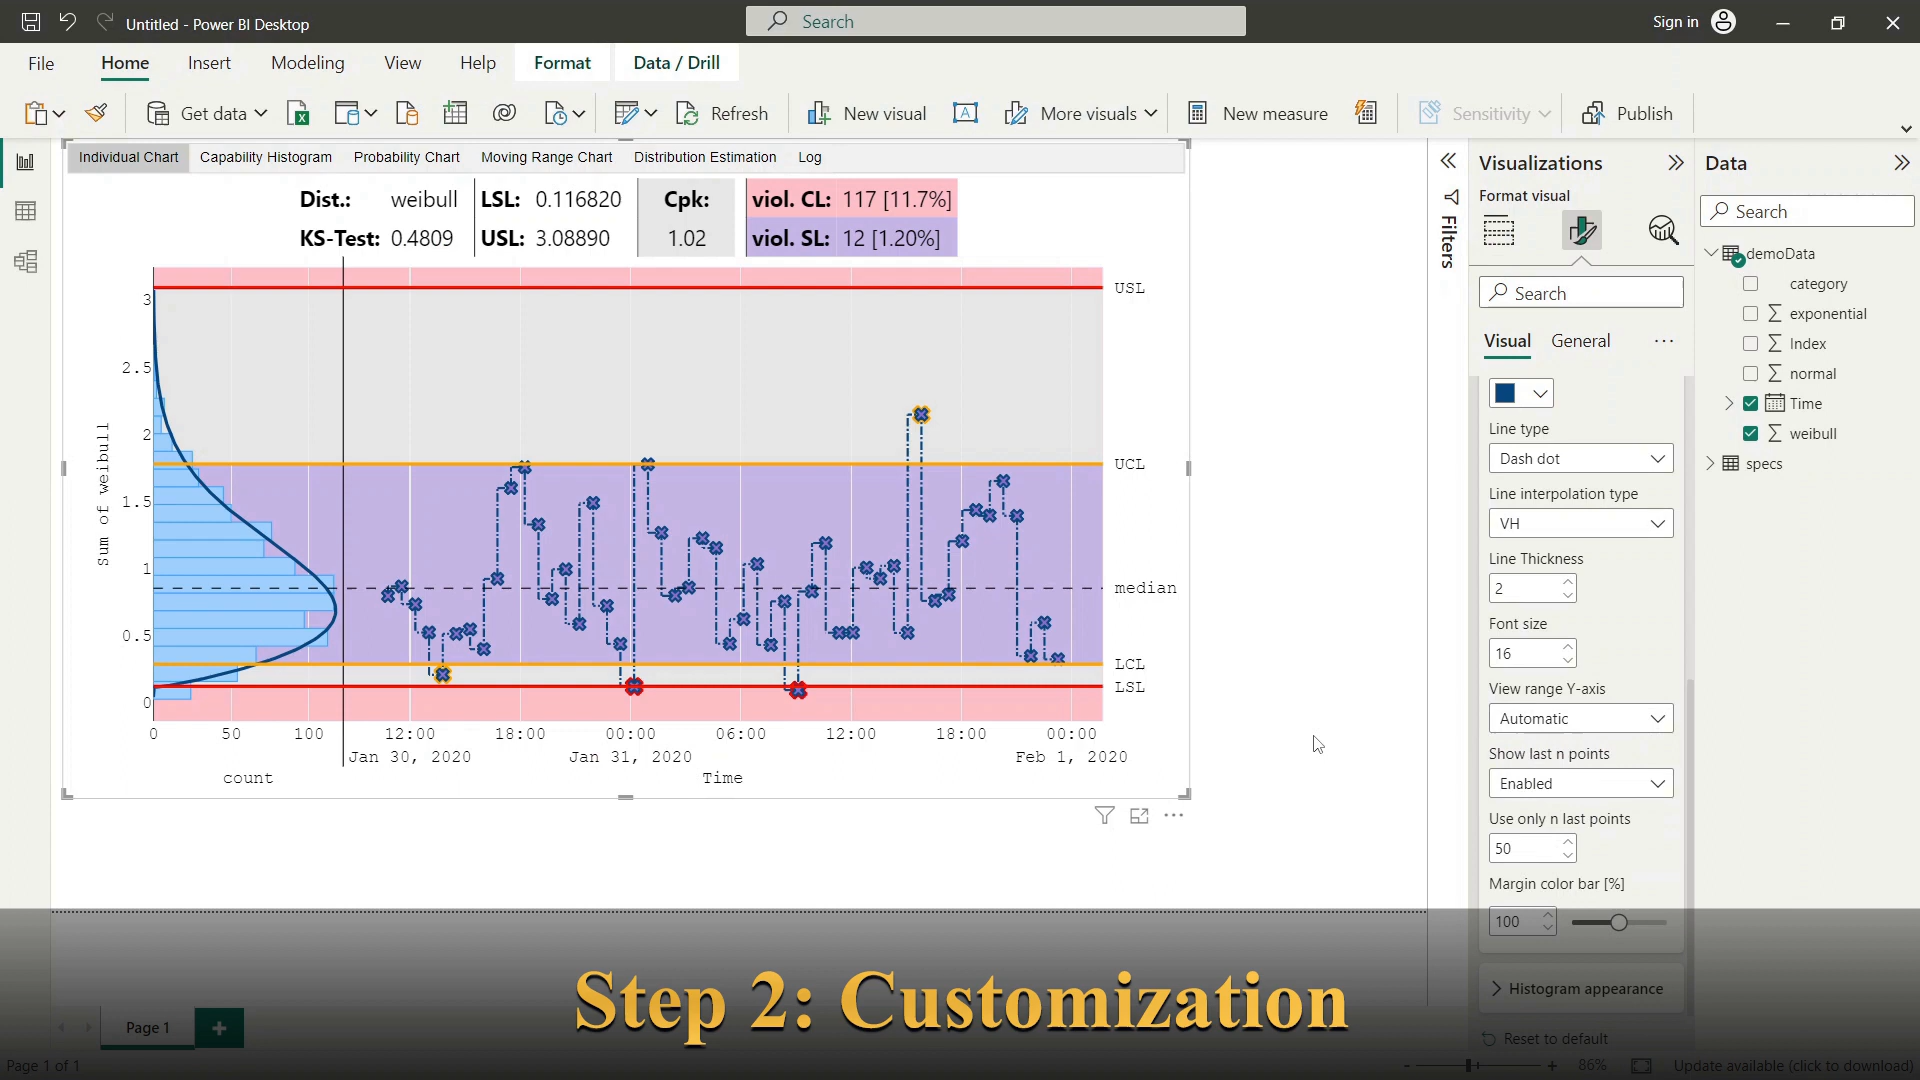 Untitled - Power BI Desktop
Search
Sign in
File Home Insert Modeling View Help Format Data / Drill
Get data Refresh New visual More visuals New measure Sensitivity Publish
Individual Chart Capability Histogram Probability Chart Moving Range Chart Distribution Estimation Log
Dist.: weibull LSL: 0.116820 Cpk: viol. CL: 117 [11.7%]
KS-Test: 0.4809 USL: 3.08890 1.02 viol. SL: 12 [1.20%]
USL
3
2.5
2
UCL
1.5
1
median
0.5
LCL
LSL
0
Sum of weibull
0 50 100 12:00 18:00 00:00 06:00 12:00 18:00 00:00
Jan 30, 2020 Jan 31, 2020 Feb 1, 2020
count Time
Filters
Visualizations
Format visual
Search
Visual General
Line type
Dash dot
Line interpolation type
VH
Line Thickness
2
Font size
16
View range Y-axis
Automatic
Show last n points
Enabled
Use only n last points
50
Margin color bar [%]
100
Histogram appearance
Reset to default
Data
Search
demoData
category
exponential
Index
normal
Time
weibull
specs
Step 2: Customization
Page 1
Page 1 of 1
86%
Update available (click to download)